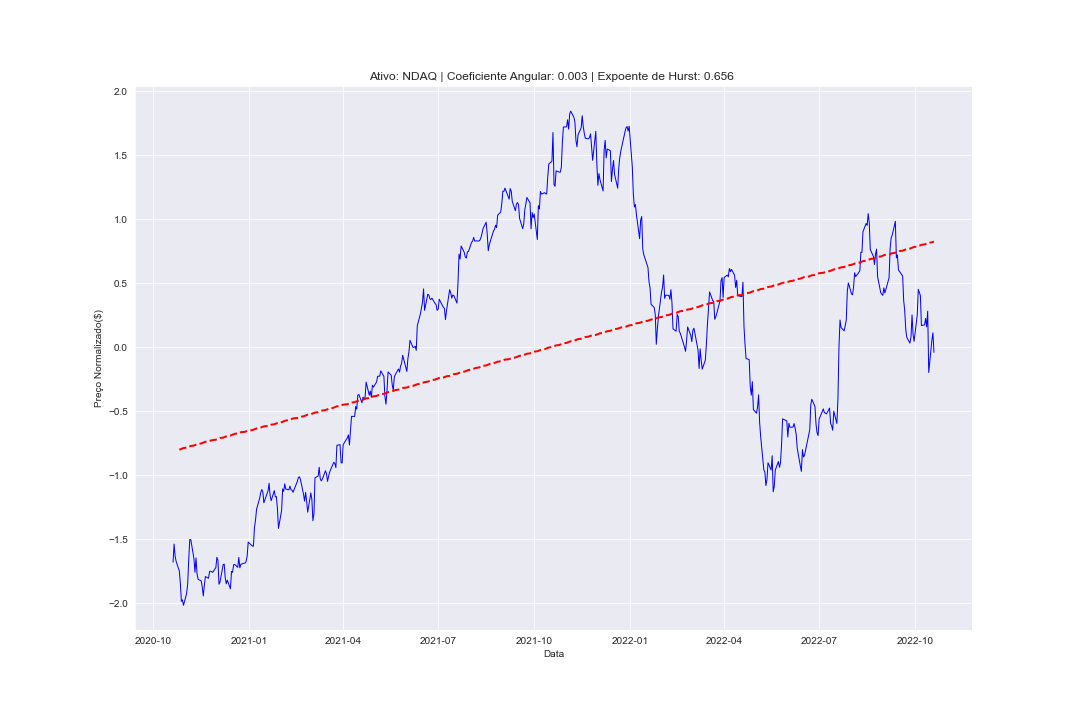 Ativo: NDAQ | Coeficiente Angular: 0.003 | Expoente de Hurst: 0.656
Preço Normalizado($)
2.0
1.5
1.0
0.5
0.0
−0.5
−1.0
−1.5
−2.0
2020-10 2021-01 2021-04 2021-07 2021-10 2022-01 2022-04 2022-07 2022-10
Data